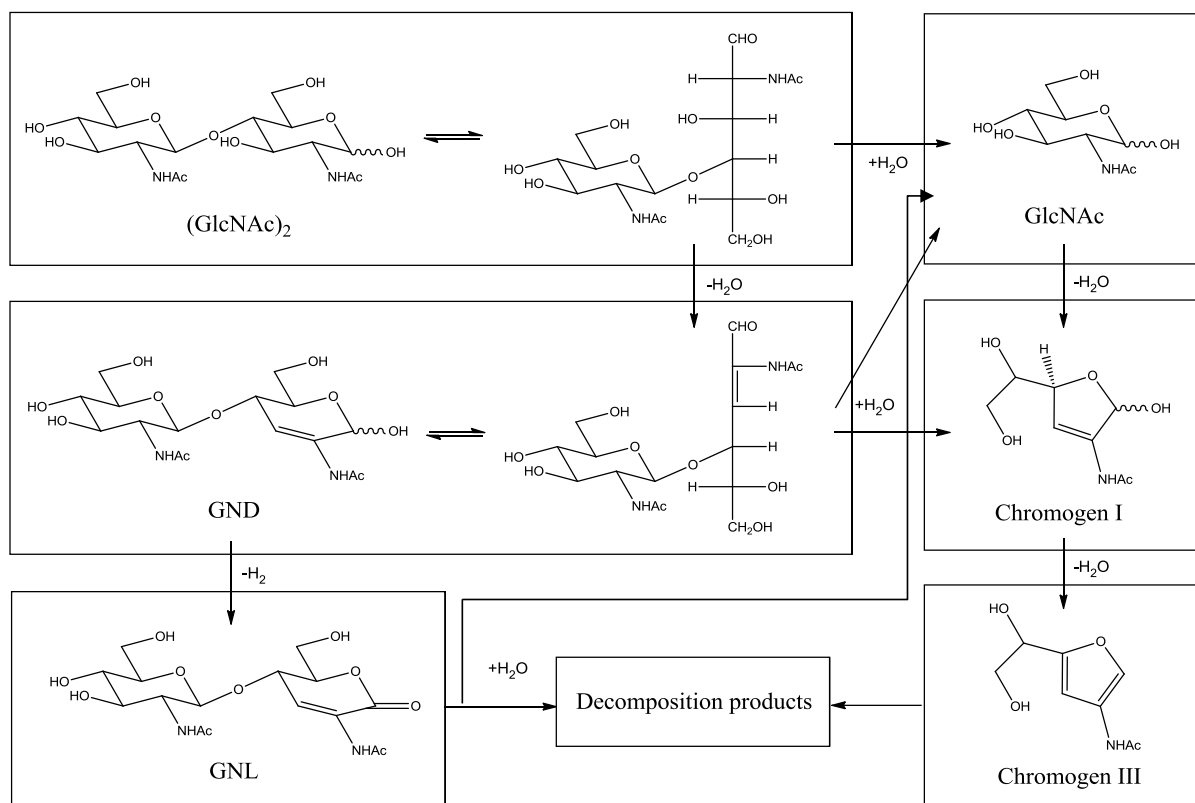 OH
OH
O
O
HO
HO
O
HO
OH
NHAc
NHAc
(GlcNAc)₂
CHO
H
NHAc
HO
H
OH
O
H
HO
HO
O
H
OH
NHAc
CH₂OH
+H₂O
HO
O
HO
HO
OH
NHAc
GlcNAc
-H₂O
-H₂O
OH
OH
O
O
HO
HO
O
OH
NHAc
NHAc
GND
CHO
NHAc
H
OH
O
H
HO
HO
O
H
OH
NHAc
CH₂OH
+H₂O
H
HO
O
OH
OH
NHAc
Chromogen I
-H₂
-H₂O
OH
OH
O
O
HO
HO
O
O
NHAc
NHAc
GNL
+H₂O
Decomposition products
HO
O
OH
NHAc
Chromogen III